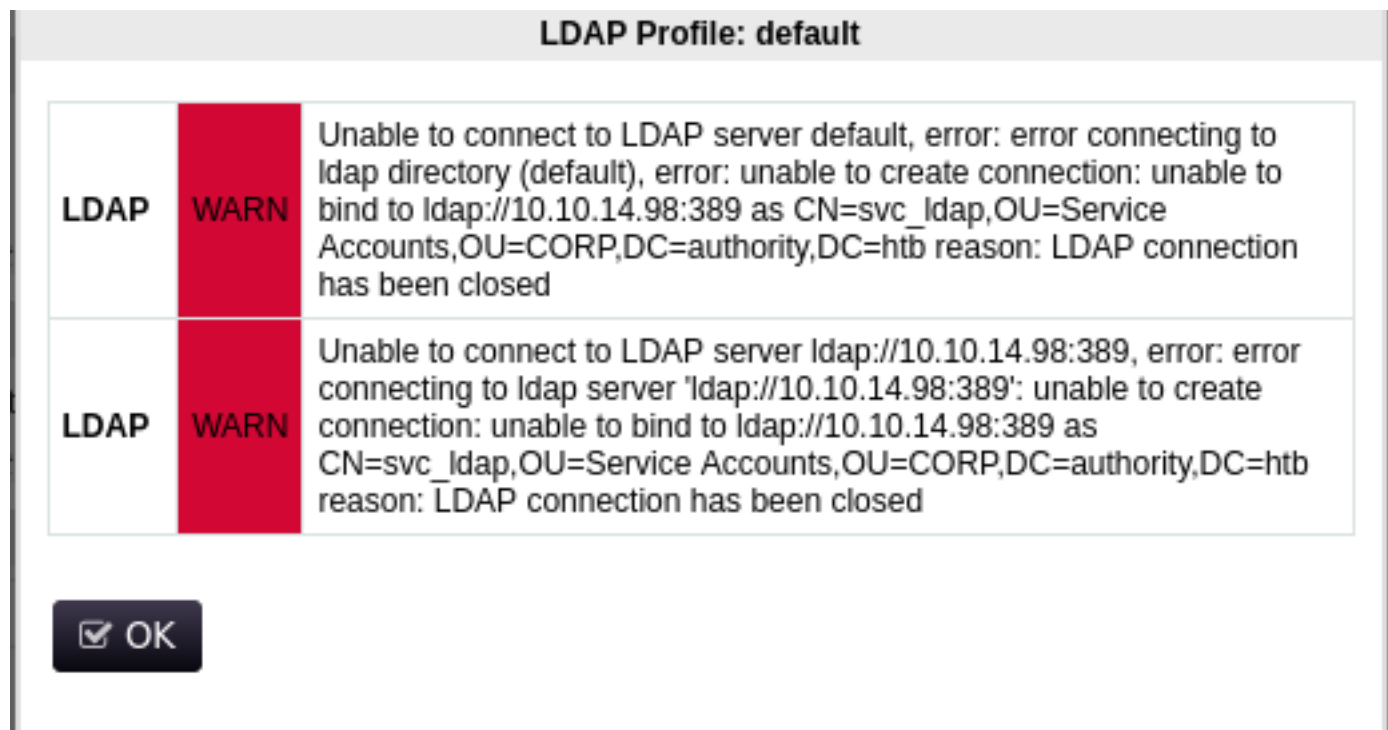 LDAP Profile: default
LDAP
WARN
Unable to connect to LDAP server default, error: error connecting to
ldap directory (default), error: unable to create connection: unable to
bind to ldap://10.10.14.98:389 as CN=svc_ldap,OU=Service
Accounts,OU=CORP,DC=authority,DC=htb reason: LDAP connection
has been closed
LDAP
WARN
Unable to connect to LDAP server ldap://10.10.14.98:389, error: error
connecting to ldap server 'ldap://10.10.14.98:389': unable to create
connection: unable to bind to ldap://10.10.14.98:389 as
CN=svc_ldap,OU=Service Accounts,OU=CORP,DC=authority,DC=htb
reason: LDAP connection has been closed
OK